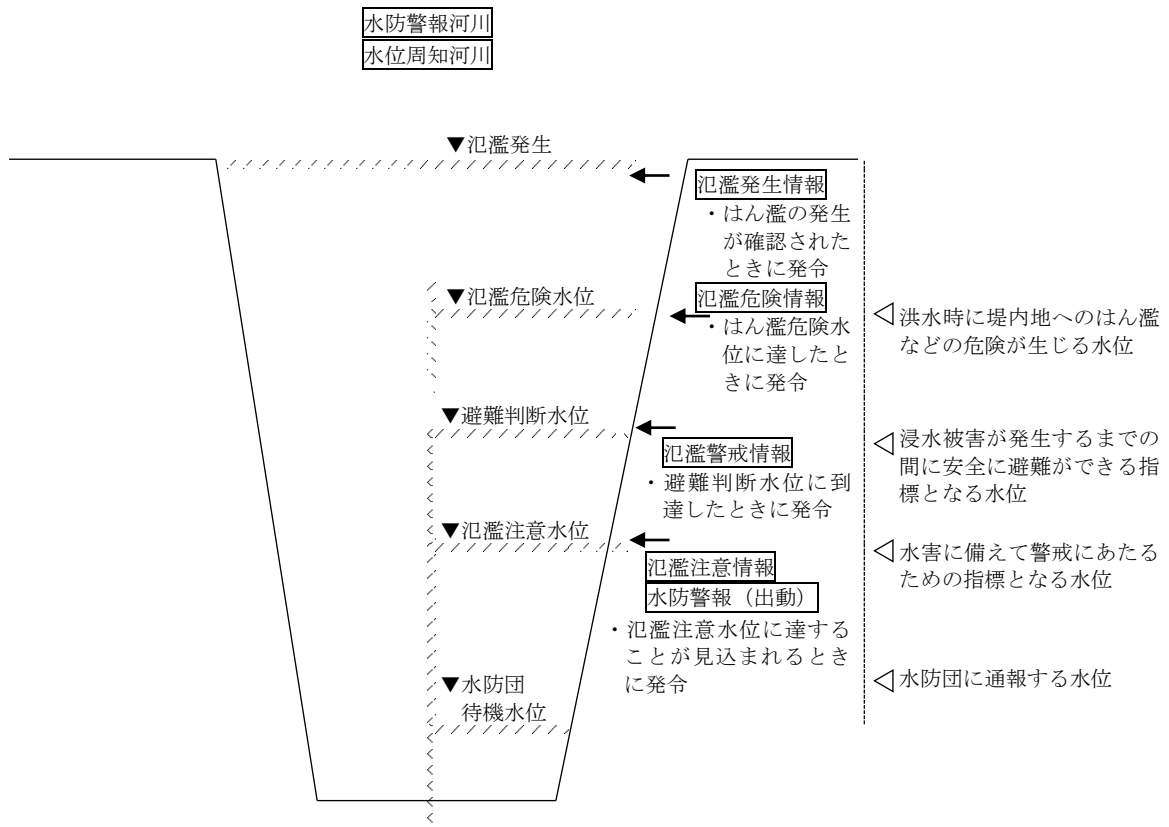 水防警報河川
水位周知河川
▼氾濫発生
氾濫発生情報
・はん濫の発生
が確認された
ときに発令
▼氾濫危険水位
氾濫危険情報
・はん濫危険水
位に達したと
きに発令
洪水時に堤内地へのはん濫
などの危険が生じる水位
▼避難判断水位
氾濫警戒情報
・避難判断水位に到
達したときに発令
浸水被害が発生するまでの
間に安全に避難ができる指
標となる水位
▼氾濫注意水位
氾濫注意情報
水防警報（出動）
・氾濫注意水位に達する
ことが見込まれるとき
に発令
水害に備えて警戒にあたる
ための指標となる水位
▼水防団
待機水位
水防団に通報する水位